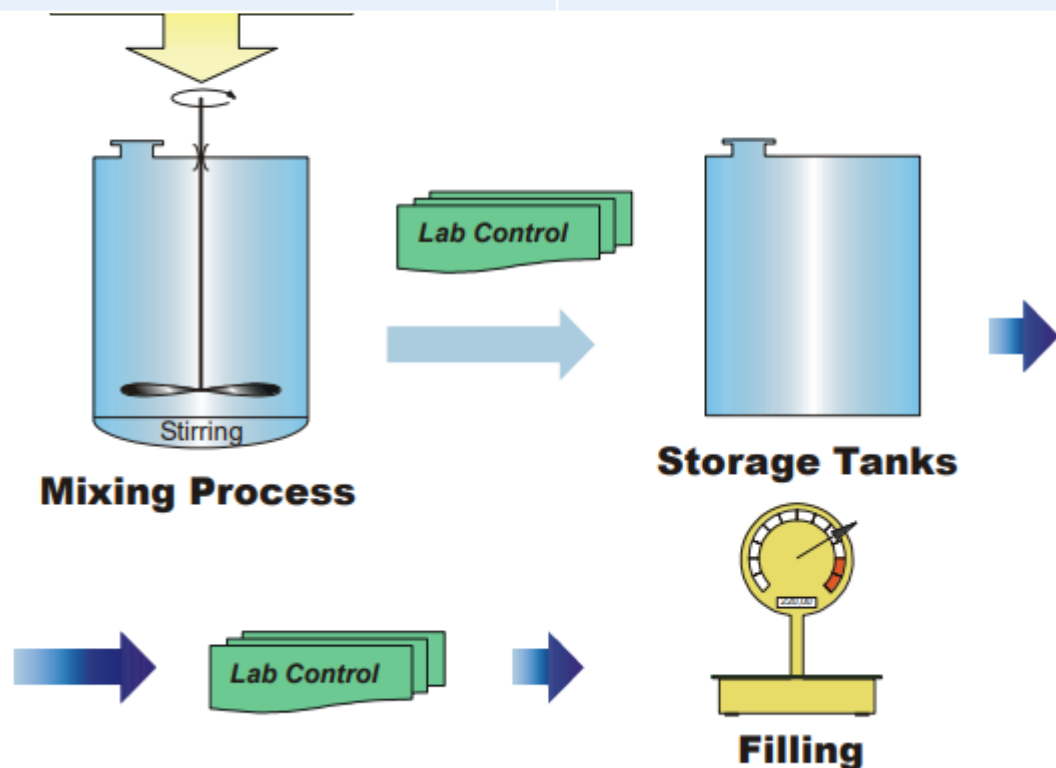 Lab Control
Stirring
Mixing Process
Storage Tanks
Lab Control
Filling